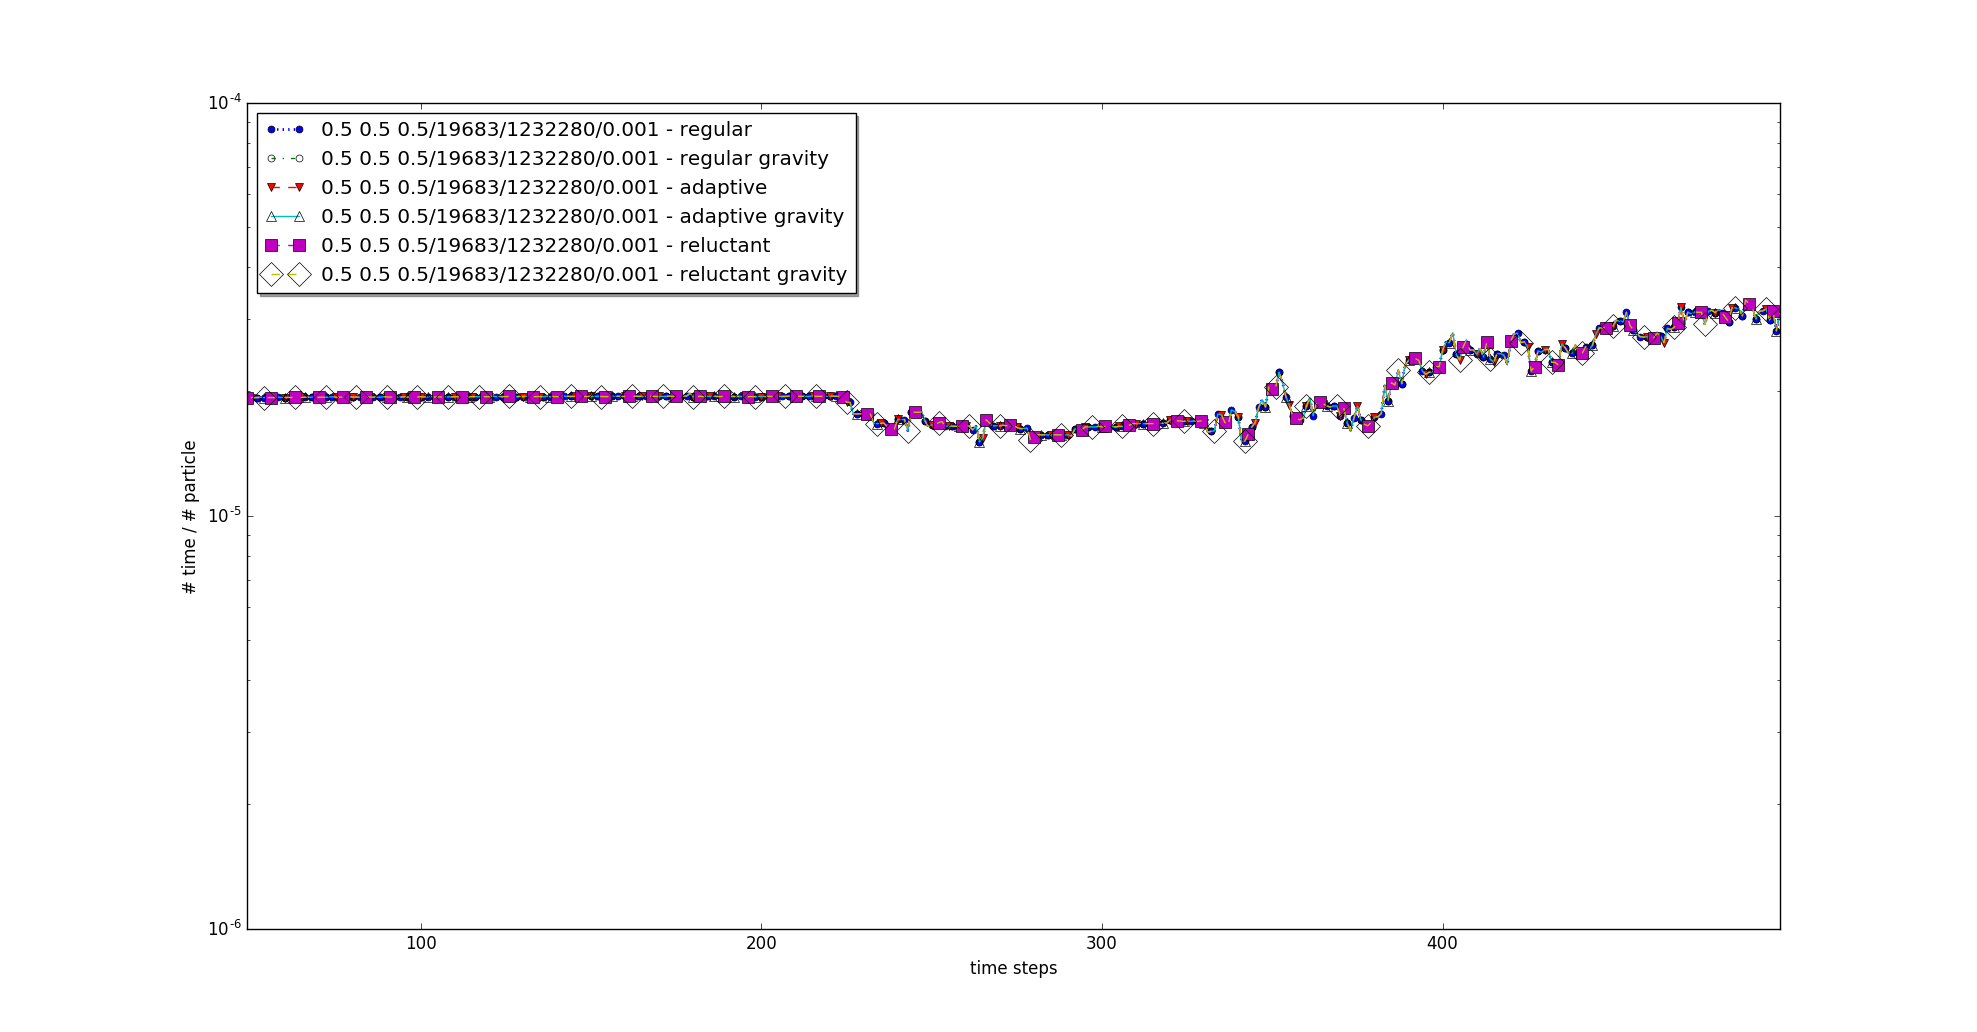 10^-4
0.5 0.5 0.5/19683/1232280/0.001 - regular
0.5 0.5 0.5/19683/1232280/0.001 - regular gravity
0.5 0.5 0.5/19683/1232280/0.001 - adaptive
0.5 0.5 0.5/19683/1232280/0.001 - adaptive gravity
0.5 0.5 0.5/19683/1232280/0.001 - reluctant
0.5 0.5 0.5/19683/1232280/0.001 - reluctant gravity
# time / # particle
10^-5
10^-6
100 200 300 400
time steps